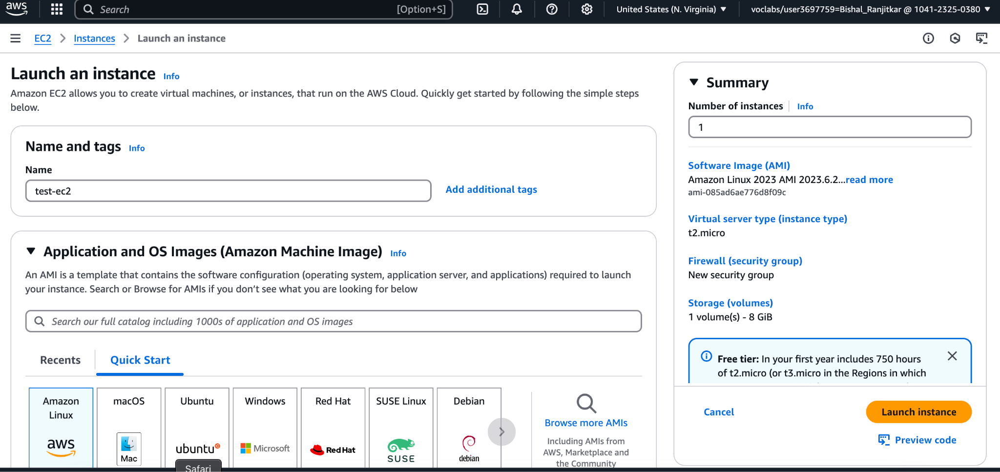 aws
Search
[Option+S]
United States (N. Virginia)
voclabs/user3697759=Bishal_Ranjitkar @ 1041-2325-0380
EC2
Instances
Launch an instance
Launch an instance
Info
Amazon EC2 allows you to create virtual machines, or instances, that run on the AWS Cloud. Quickly get started by following the simple steps
below.
Name and tags
Info
Name
test-ec2
Add additional tags
Application and OS Images (Amazon Machine Image)
Info
An AMI is a template that contains the software configuration (operating system, application server, and applications) required to launch
your instance. Search or Browse for AMIs if you don’t see what you are looking for below
Search our full catalog including 1000s of application and OS images
Recents
Quick Start
Amazon
Linux
aws
macOS
Mac
Ubuntu
ubuntu
Windows
Microsoft
Red Hat
Red Hat
SUSE Linux
SUSE
Debian
debian
Browse more AMIs
Including AMIs from
AWS, Marketplace and
the Community
Safari
Summary
Number of instances
Info
1
Software Image (AMI)
Amazon Linux 2023 AMI 2023.6.2...read more
ami-085ad6ae776d8f09c
Virtual server type (instance type)
t2.micro
Firewall (security group)
New security group
Storage (volumes)
1 volume(s) - 8 GiB
Free tier: In your first year includes 750 hours
of t2.micro (or t3.micro in the Regions in which
Cancel
Launch instance
Preview code